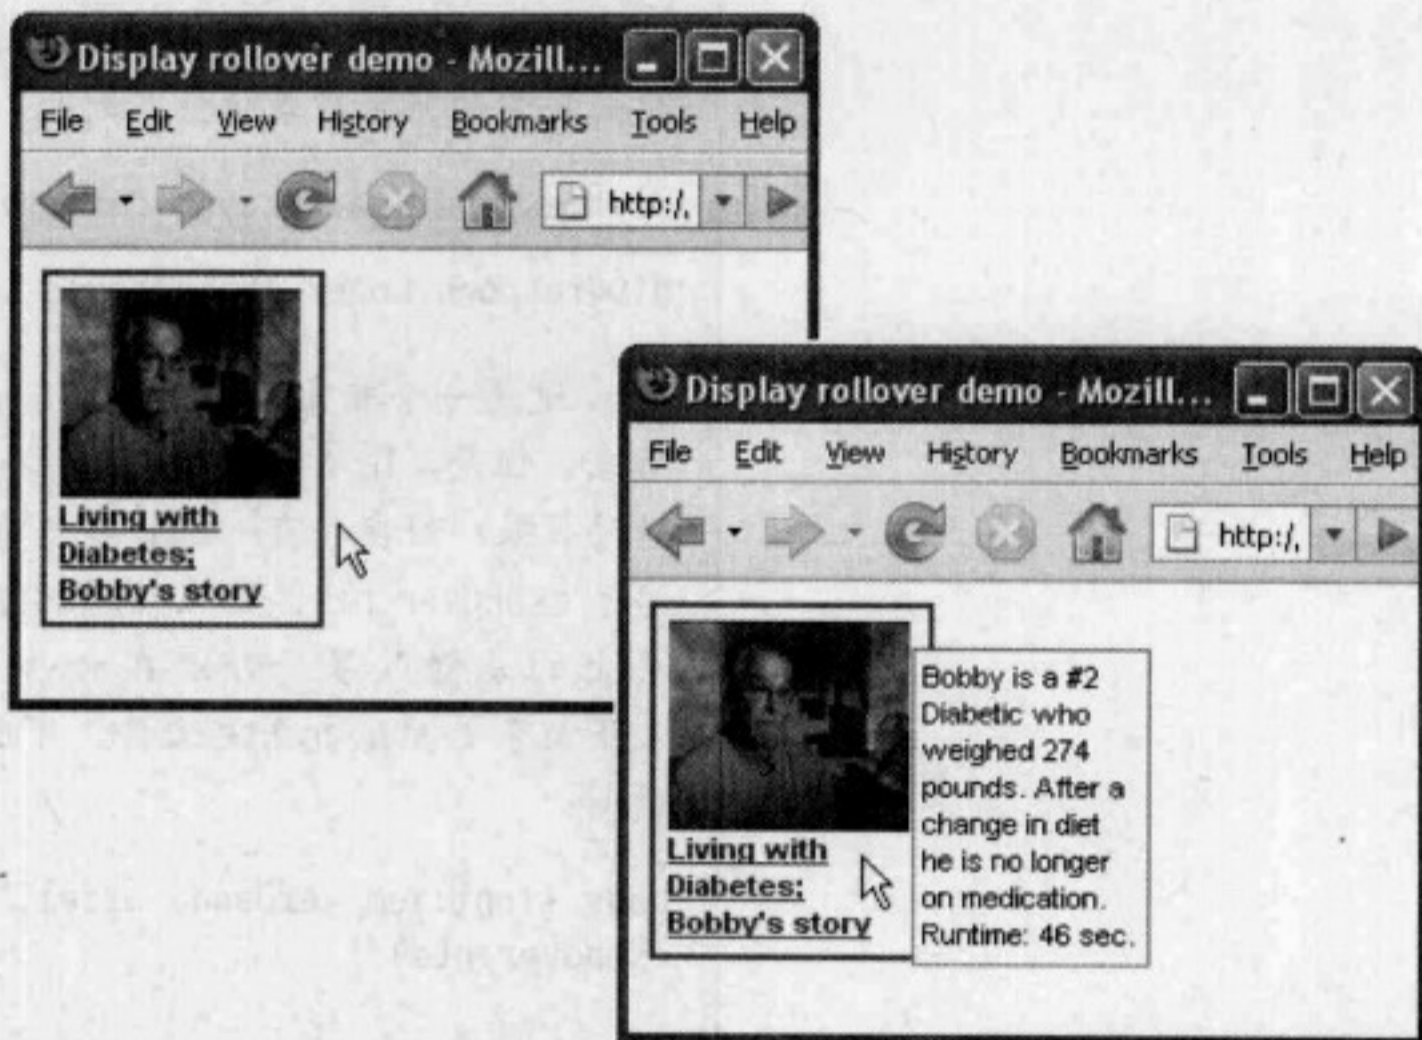 Display rollover demo - Mozill...
File Edit View History Bookmarks Tools Help
http:/.
Living with
Diabetes;
Bobby's story
Display rollover demo - Mozill...
File Edit View History Bookmarks Tools Help
http:/.
Living with
Diabetes;
Bobby's story
Bobby is a #2
Diabetic who
weighed 274
pounds. After a
change in diet
he is no longer
on medication.
Runtime: 46 sec.